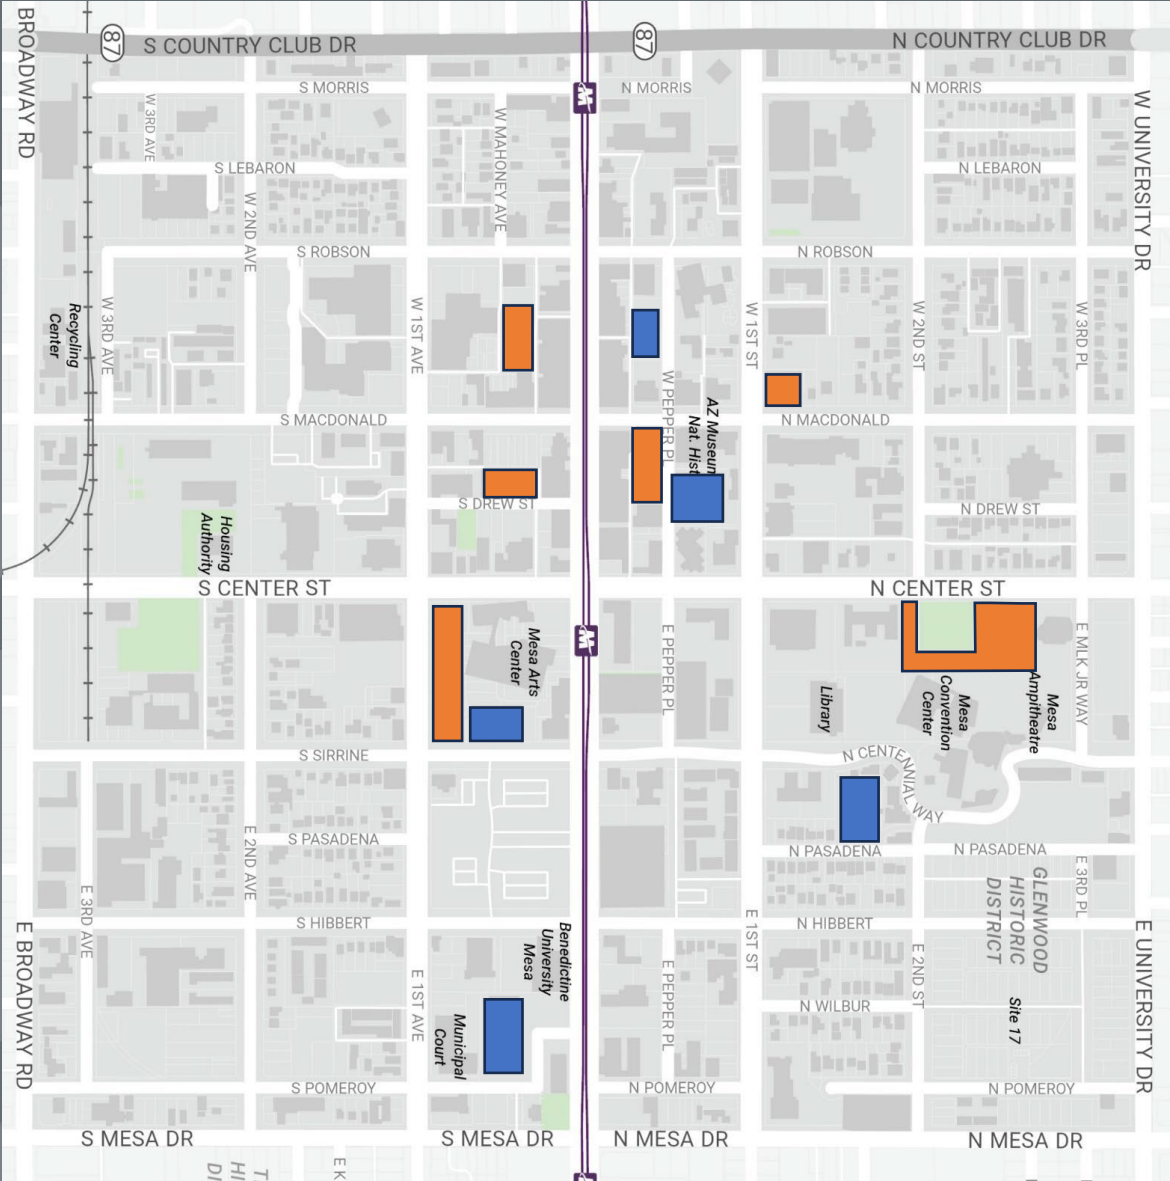 BROADWAY RD
87
S COUNTRY CLUB DR
87
N COUNTRY CLUB DR
S MORRIS
M
N MORRIS
N MORRIS
W 3RD AVE
W MAHONEY AVE
W UNIVERSITY DR
S LEBARON
N LEBARON
W 2ND AVE
S ROBSON
N ROBSON
Recycling
Center
W 3RD AVE
W 1ST AVE
W 1ST ST
W 2ND ST
W 3RD PL
W PEPPER PL
S MACDONALD
AZ Museum
Nat. Hist
N MACDONALD
S DREW ST
N DREW ST
Housing
Authority
S CENTER ST
N CENTER ST
Mesa Arts
Center
M
E PEPPER PL
E MLK JR WAY
Library
Mesa
Convention
Center
Mesa
Ampitheatre
S SIRRINE
N CENTENNIAL WAY
E 2ND AVE
S PASADENA
N PASADENA
N PASADENA
E 3RD AVE
E 3RD PL
GLENWOOD
HISTORIC
DISTRICT
S HIBBERT
N HIBBERT
E BROADWAY RD
Benedictine
University
Mesa
E 1ST ST
E UNIVERSITY DR
E 1ST AVE
E PEPPER PL
E 2ND ST
N WILBUR
Site 17
Municipal
Court
S POMEROY
N POMEROY
N POMEROY
S MESA DR
S MESA DR
N MESA DR
N MESA DR
E K